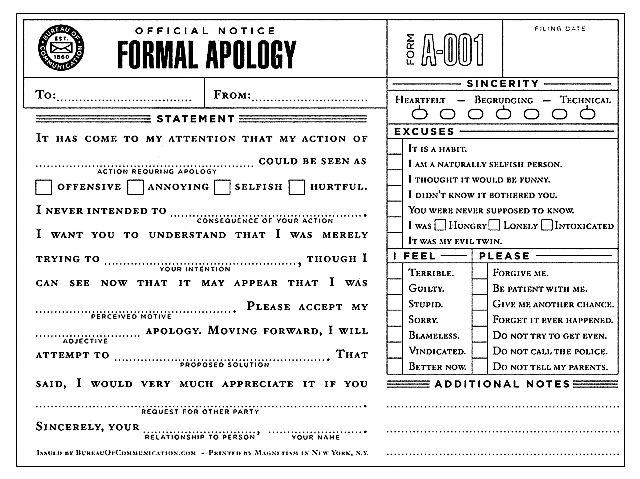 BUREAU OF COMMUNICATION
EST. 1860
OFFICIAL NOTICE
FORMAL APOLOGY
FORM A-001
FILING DATE
TO:
FROM:
STATEMENT
IT HAS COME TO MY ATTENTION THAT MY ACTION OF
COULD BE SEEN AS
ACTION REQURING APOLOGY
OFFENSIVE ANNOYING SELFISH HURTFUL.
I NEVER INTENDED TO .
CONSEQUENCE OF YOUR ACTION
I WANT YOU TO UNDERSTAND THAT I WAS MERELY
TRYING TO , THOUGH I
YOUR INTENTION
CAN SEE NOW THAT IT MAY APPEAR THAT I WAS
. PLEASE ACCEPT MY
PERCEIVED MOTIVE
APOLOGY. MOVING FORWARD, I WILL
ADJECTIVE
ATTEMPT TO . THAT
PROPOSED SOLUTION
SAID, I WOULD VERY MUCH APPRECIATE IT IF YOU
.
REQUEST FOR OTHER PARTY
SINCERELY, YOUR , .
RELATIONSHIP TO PERSON YOUR NAME
ISSUED BY BUREAUOFCOMMUNICATION.COM – PRINTED BY MAGNETISM IN NEW YORK, N.Y.
SINCERITY
HEARTFELT – BEGRUDGING – TECHNICAL
EXCUSES
IT IS A HABIT.
I AM A NATURALLY SELFISH PERSON.
I THOUGHT IT WOULD BE FUNNY.
I DIDN'T KNOW IT BOTHERED YOU.
YOU WERE NEVER SUPPOSED TO KNOW.
I WAS HUNGRY LONELY INTOXICATED
IT WAS MY EVIL TWIN.
I FEEL
TERRIBLE.
GUILTY.
STUPID.
SORRY.
BLAMELESS.
VINDICATED.
BETTER NOW.
PLEASE
FORGIVE ME.
BE PATIENT WITH ME.
GIVE ME ANOTHER CHANCE.
FORGET IT EVER HAPPENED.
DO NOT TRY TO GET EVEN.
DO NOT CALL THE POLICE.
DO NOT TELL MY PARENTS.
ADDITIONAL NOTES